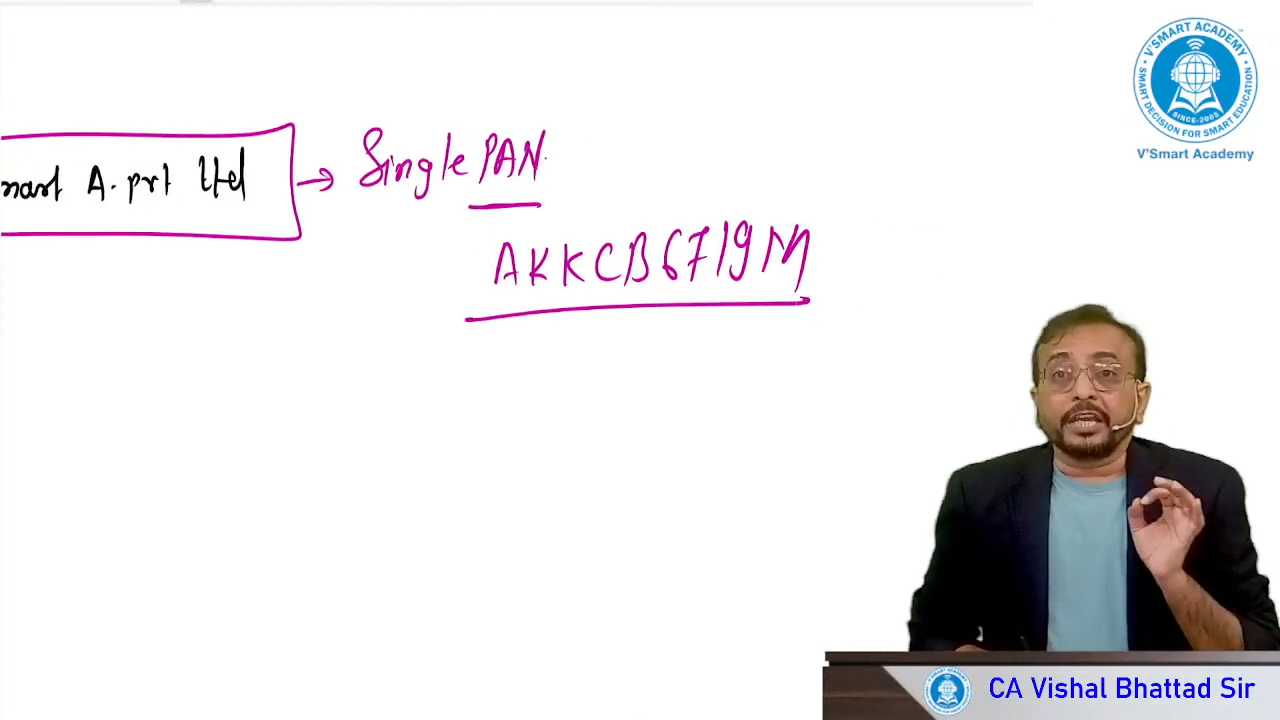 V'SMART ACADEMY
SMART DECISION FOR SMART EDUCATION
SINCE-2005
V'Smart Academy
mart A. pvt ltd → Single PAN.
AKKCB6719M
CA Vishal Bhattad Sir